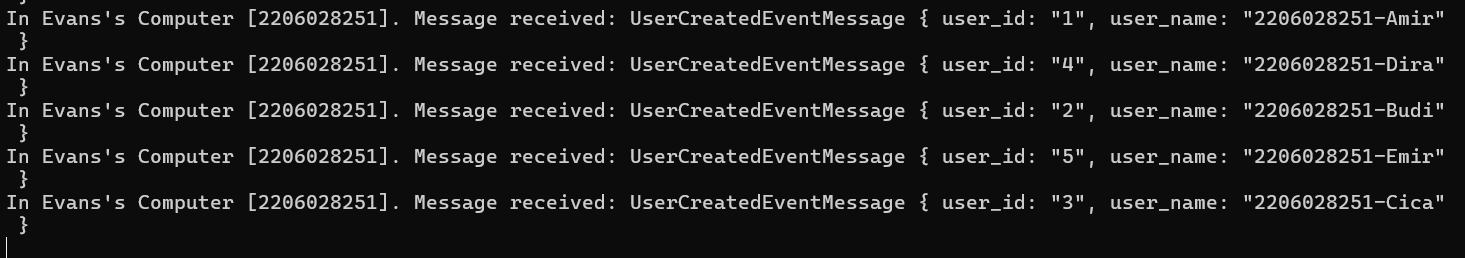 }
In Evans's Computer [2206028251]. Message received: UserCreatedEventMessage { user_id: "1", user_name: "2206028251-Amir"
 }
In Evans's Computer [2206028251]. Message received: UserCreatedEventMessage { user_id: "4", user_name: "2206028251-Dira"
 }
In Evans's Computer [2206028251]. Message received: UserCreatedEventMessage { user_id: "2", user_name: "2206028251-Budi"
 }
In Evans's Computer [2206028251]. Message received: UserCreatedEventMessage { user_id: "5", user_name: "2206028251-Emir"
 }
In Evans's Computer [2206028251]. Message received: UserCreatedEventMessage { user_id: "3", user_name: "2206028251-Cica"
 }